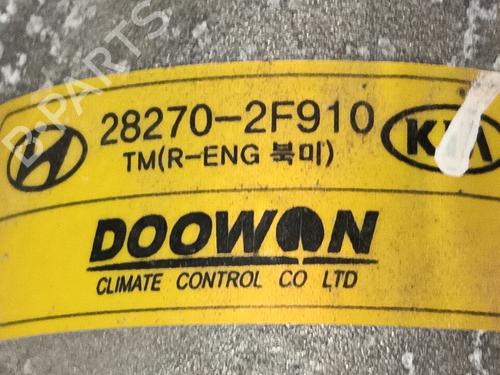 B-PARTS
28270-2F910
KIA
TM(R-ENG 북미)
DOOWON
CLIMATE CONTROL CO LTD